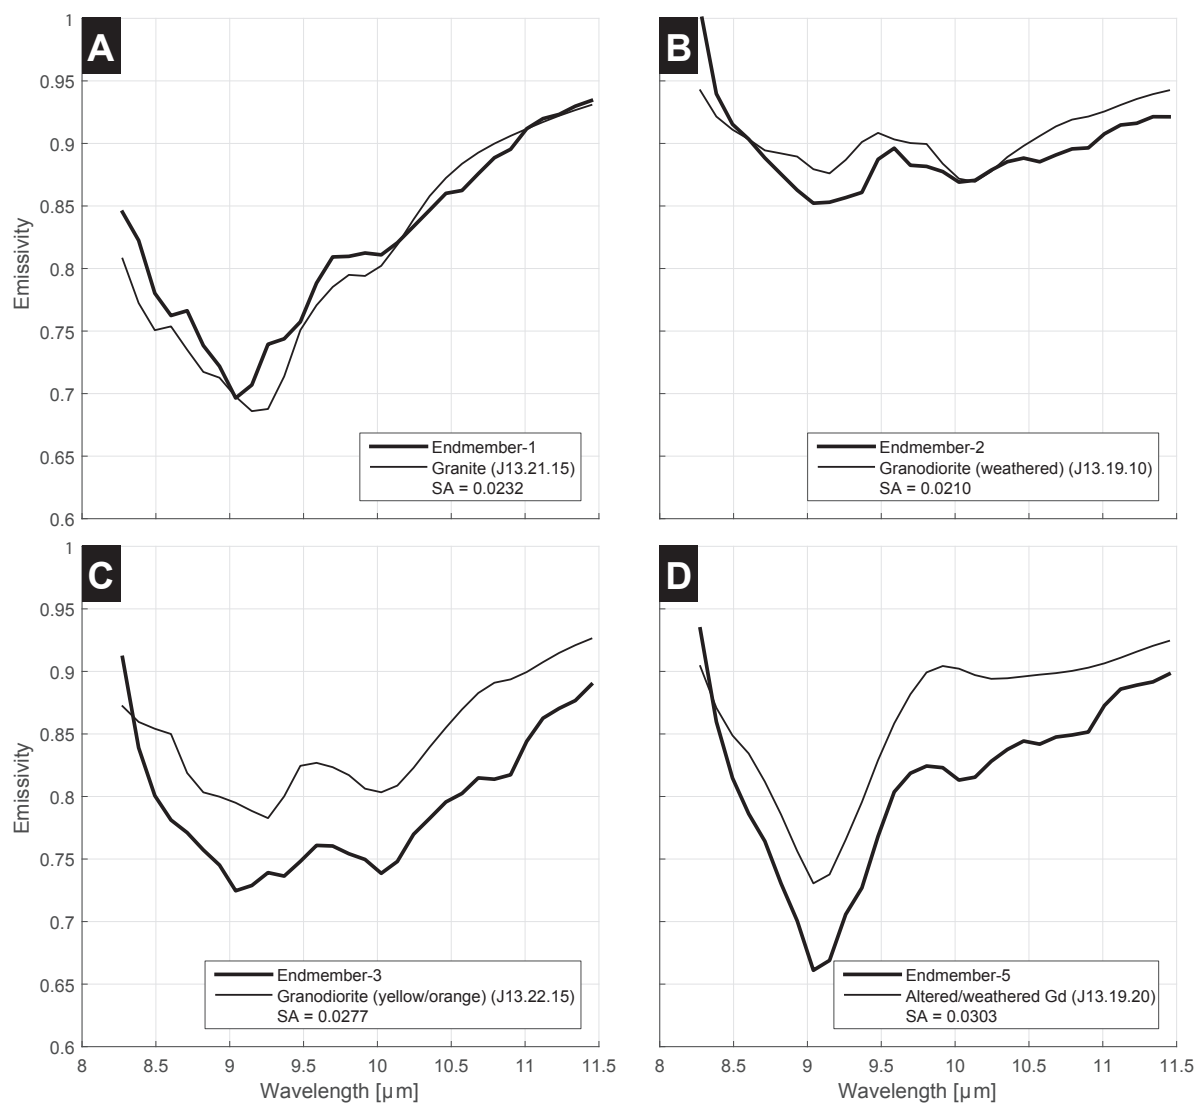 A
B
1
0.95
0.9
0.85
0.8
0.75
0.7
0.65
0.6
Emissivity
Endmember-1
Granite (J13.21.15)
SA = 0.0232
Endmember-2
Granodiorite (weathered) (J13.19.10)
SA = 0.0210
C
D
1
0.95
0.9
0.85
0.8
0.75
0.7
0.65
0.6
Emissivity
Endmember-3
Granodiorite (yellow/orange) (J13.22.15)
SA = 0.0277
Endmember-5
Altered/weathered Gd (J13.19.20)
SA = 0.0303
8 8.5 9 9.5 10 10.5 11 11.5
8 8.5 9 9.5 10 10.5 11 11.5
Wavelength [µm]
Wavelength [µm]